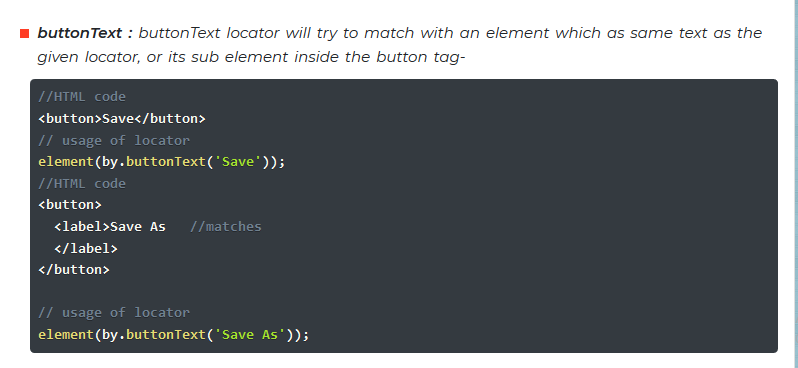 buttonText : buttonText locator will try to match with an element which as same text as the
given locator, or its sub element inside the button tag-
//HTML code
<button>Save</button>
// usage of locator
element(by.buttonText('Save'));
//HTML code
<button>
  <label>Save As   //matches
  </label>
</button>
// usage of locator
element(by.buttonText('Save As'));